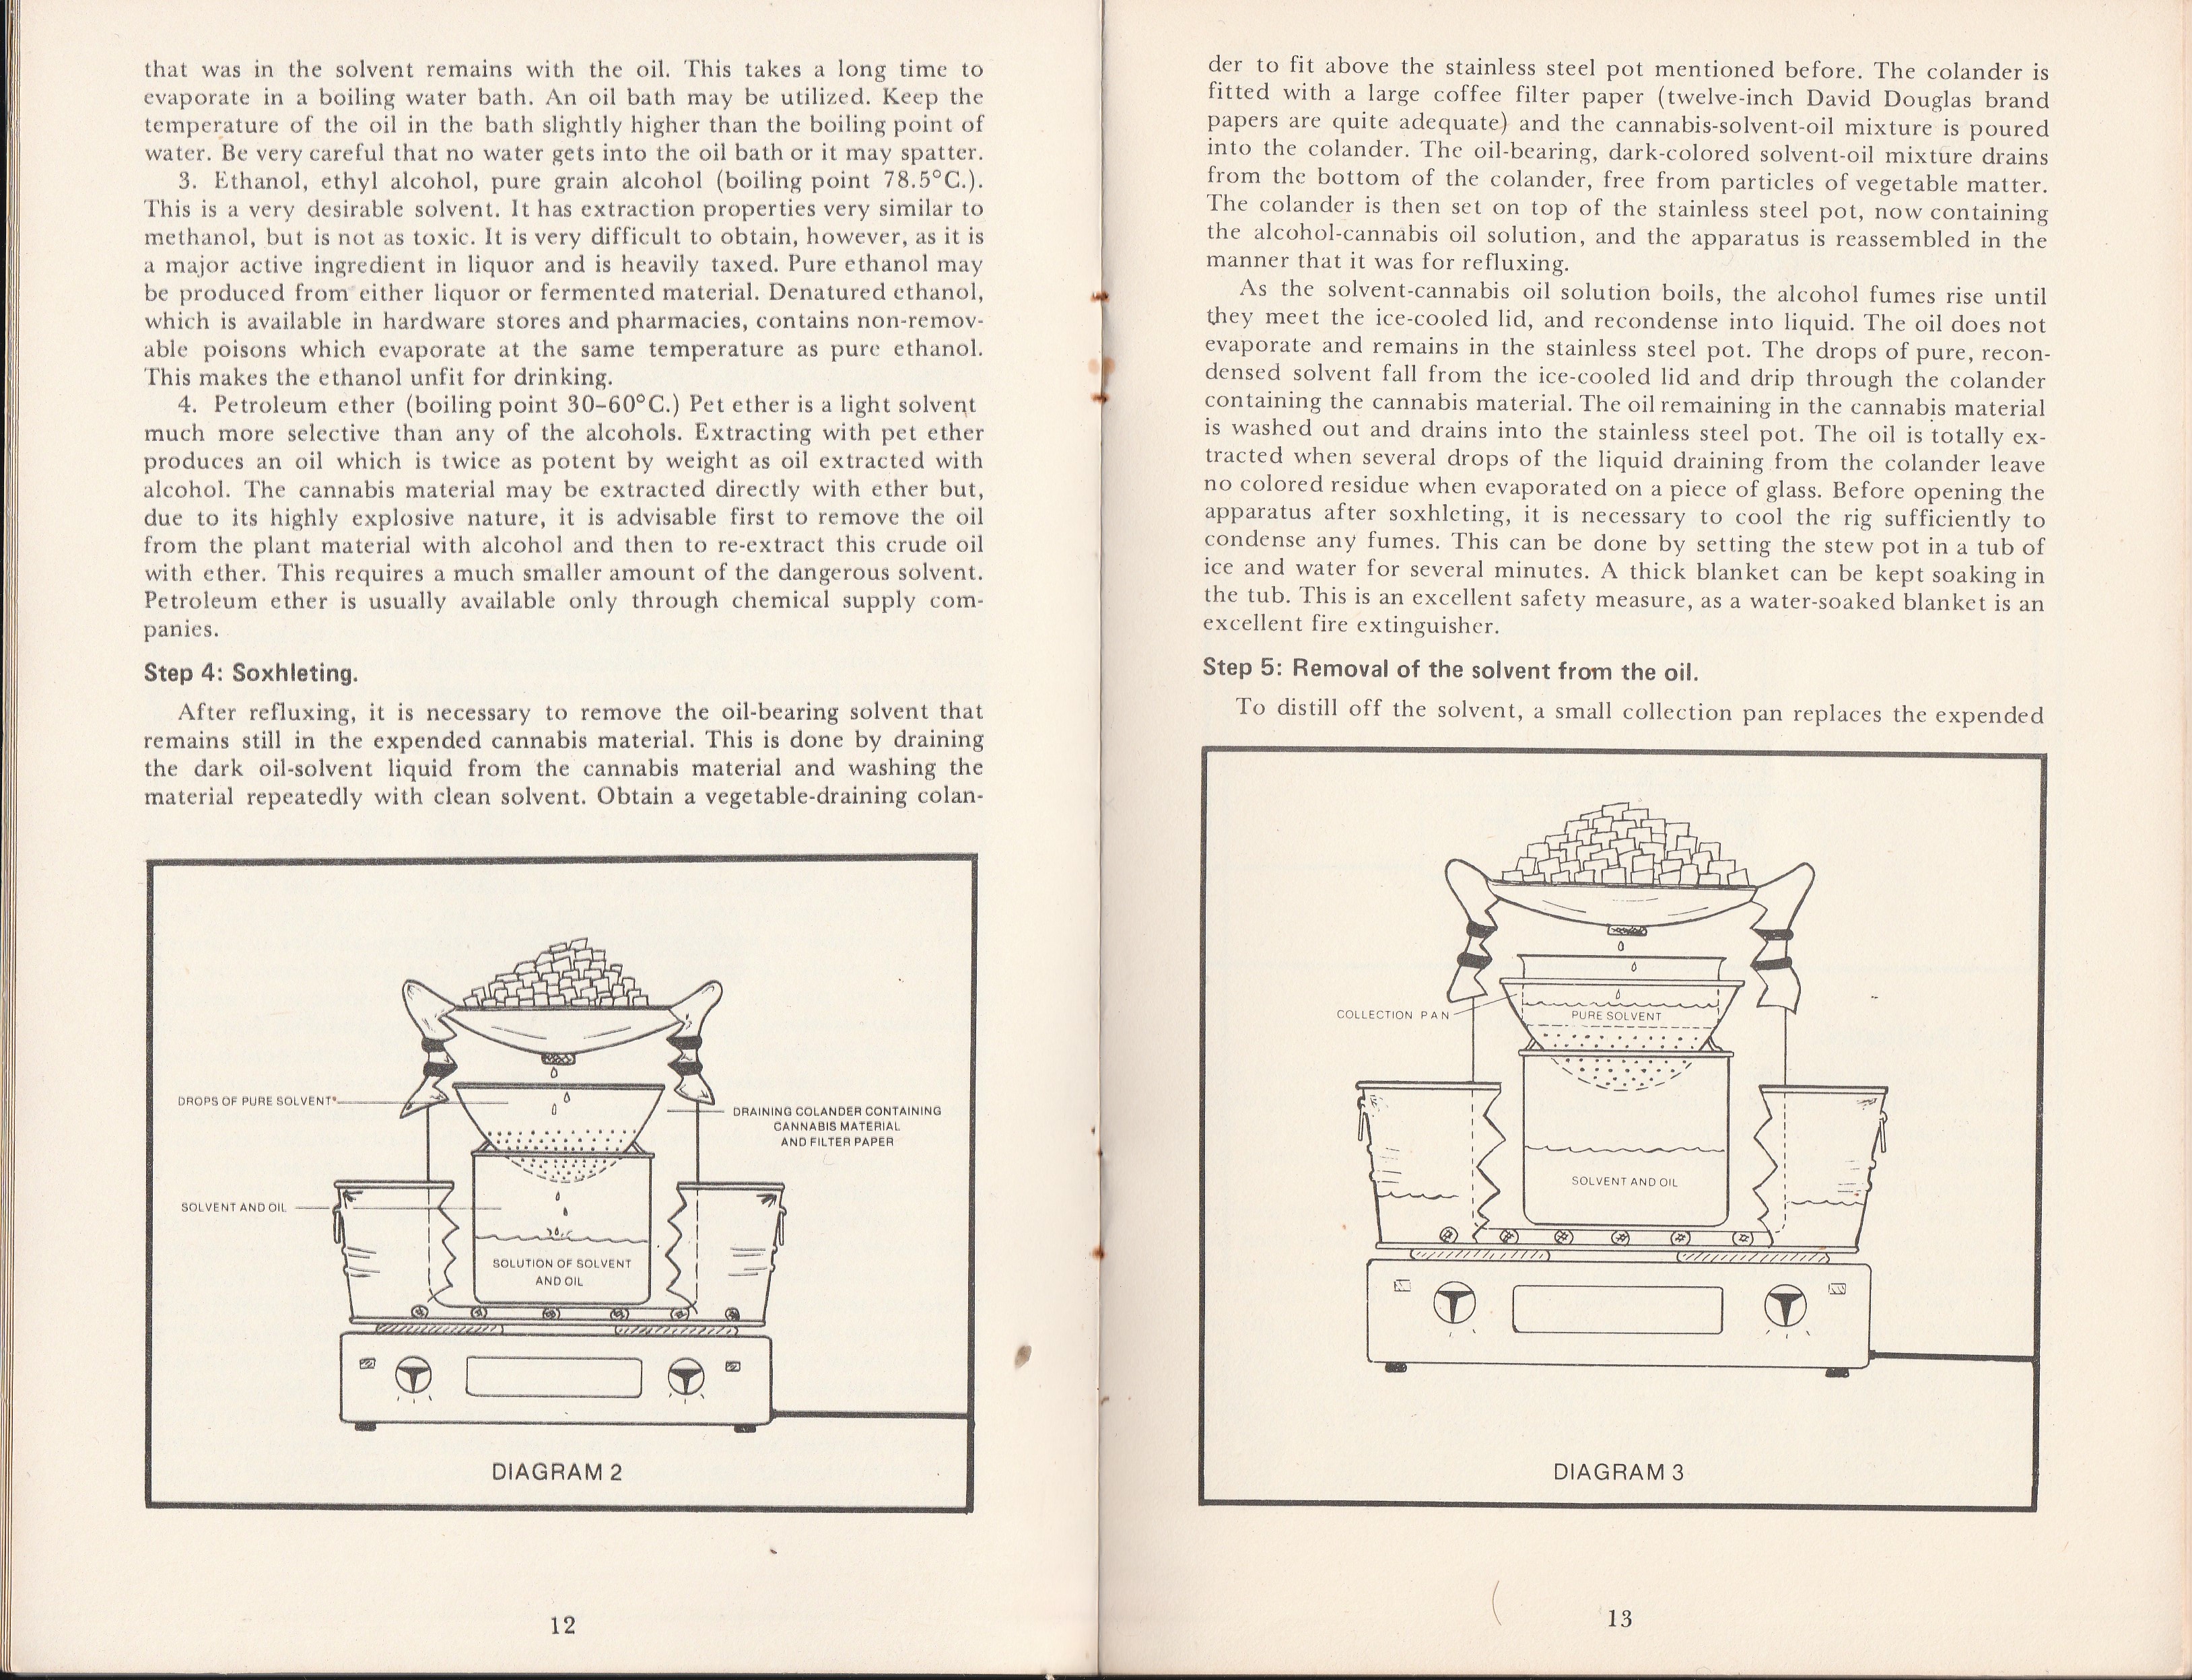 that was in the solvent remains with the oil. This takes a long time to
evaporate in a boiling water bath. An oil bath may be utilized. Keep the
temperature of the oil in the bath slightly higher than the boiling point of
water. Be very careful that no water gets into the oil bath or it may spatter.
3. Ethanol, ethyl alcohol, pure grain alcohol (boiling point 78.5°C.).
This is a very desirable solvent. It has extraction properties very similar to
methanol, but is not as toxic. It is very difficult to obtain, however, as it is
a major active ingredient in liquor and is heavily taxed. Pure ethanol may
be produced from either liquor or fermented material. Denatured ethanol,
which is available in hardware stores and pharmacies, contains non-remov-
able poisons which evaporate at the same temperature as pure ethanol.
This makes the ethanol unfit for drinking.
4. Petroleum ether (boiling point 30–60°C.) Pet ether is a light solvent
much more selective than any of the alcohols. Extracting with pet ether
produces an oil which is twice as potent by weight as oil extracted with
alcohol. The cannabis material may be extracted directly with ether but,
due to its highly explosive nature, it is advisable first to remove the oil
from the plant material with alcohol and then to re-extract this crude oil
with ether. This requires a much smaller amount of the dangerous solvent.
Petroleum ether is usually available only through chemical supply com-
panies.
Step 4: Soxhleting.
After refluxing, it is necessary to remove the oil-bearing solvent that
remains still in the expended cannabis material. This is done by draining
the dark oil-solvent liquid from the cannabis material and washing the
material repeatedly with clean solvent. Obtain a vegetable-draining colan-
DROPS OF PURE SOLVENT
DRAINING COLANDER CONTAINING
CANNABIS MATERIAL
AND FILTER PAPER
SOLVENT AND OIL
SOLUTION OF SOLVENT
AND OIL
DIAGRAM 2
12
der to fit above the stainless steel pot mentioned before. The colander is
fitted with a large coffee filter paper (twelve-inch David Douglas brand
papers are quite adequate) and the cannabis-solvent-oil mixture is poured
into the colander. The oil-bearing, dark-colored solvent-oil mixture drains
from the bottom of the colander, free from particles of vegetable matter.
The colander is then set on top of the stainless steel pot, now containing
the alcohol-cannabis oil solution, and the apparatus is reassembled in the
manner that it was for refluxing.
As the solvent-cannabis oil solution boils, the alcohol fumes rise until
they meet the ice-cooled lid, and recondense into liquid. The oil does not
evaporate and remains in the stainless steel pot. The drops of pure, recon-
densed solvent fall from the ice-cooled lid and drip through the colander
containing the cannabis material. The oil remaining in the cannabis material
is washed out and drains into the stainless steel pot. The oil is totally ex-
tracted when several drops of the liquid draining from the colander leave
no colored residue when evaporated on a piece of glass. Before opening the
apparatus after soxhleting, it is necessary to cool the rig sufficiently to
condense any fumes. This can be done by setting the stew pot in a tub of
ice and water for several minutes. A thick blanket can be kept soaking in
the tub. This is an excellent safety measure, as a water-soaked blanket is an
excellent fire extinguisher.
Step 5: Removal of the solvent from the oil.
To distill off the solvent, a small collection pan replaces the expended
COLLECTION PAN
PURE SOLVENT
SOLVENT AND OIL
DIAGRAM 3
13